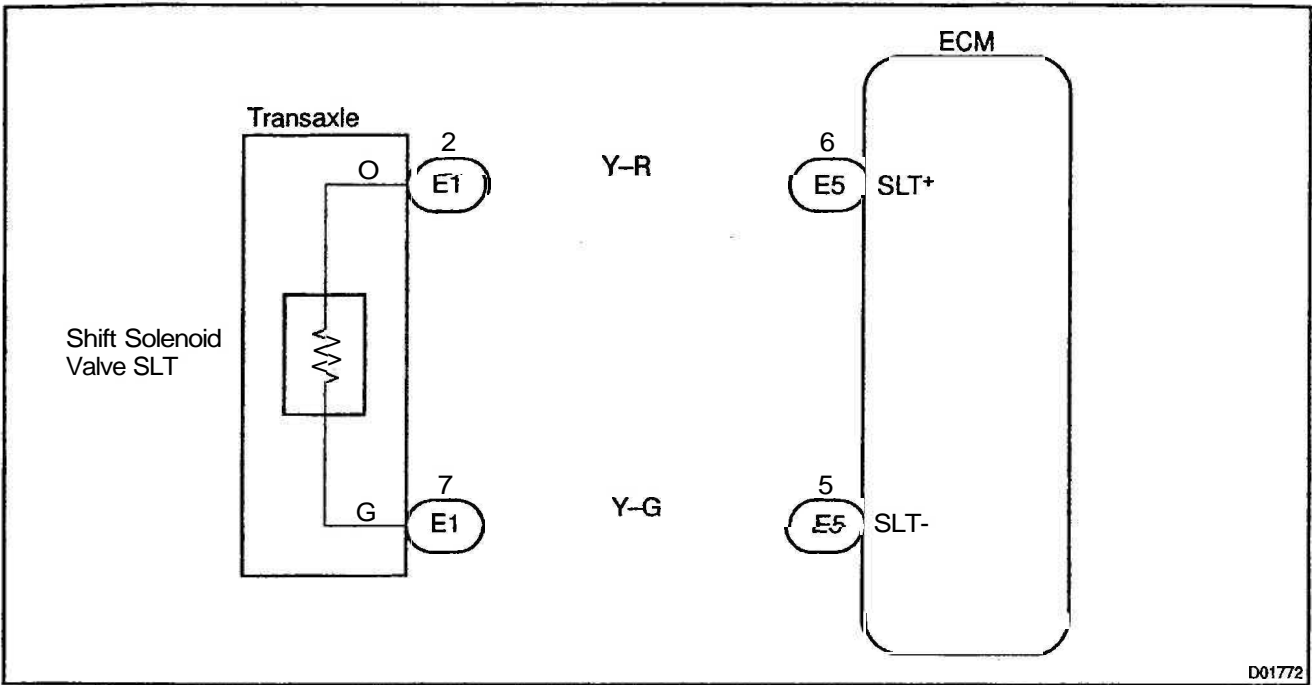 ECM
Transaxle
2
6
O
E1
Y–R
E5
SLT+
Shift Solenoid
Valve SLT
7
5
G
E1
Y–G
E5
SLT-
D01772